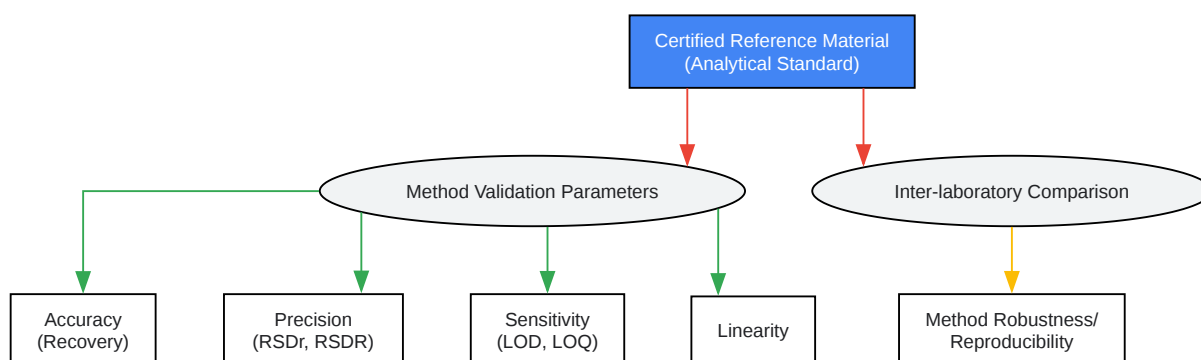 Certified Reference Material
(Analytical Standard)
Method Validation Parameters
Inter-laboratory Comparison
Accuracy
(Recovery)
Precision
(RSDr, RSDR)
Sensitivity
(LOD, LOQ)
Linearity
Method Robustness/
Reproducibility